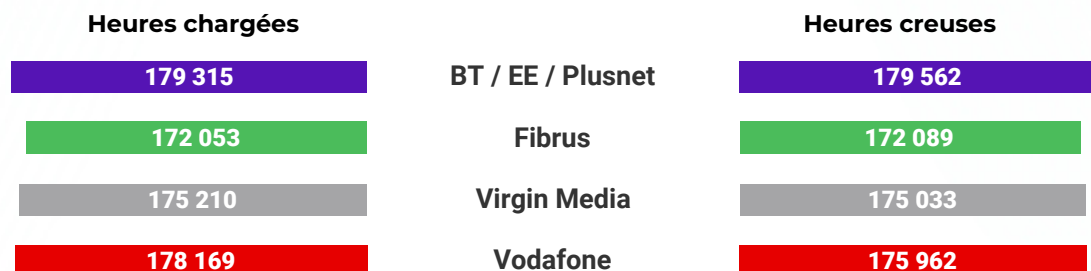 Heures chargées Heures creuses
179 315 BT / EE / Plusnet 179 562
172 053 Fibrus 172 089
175 210 Virgin Media 175 033
178 169 Vodafone 175 962